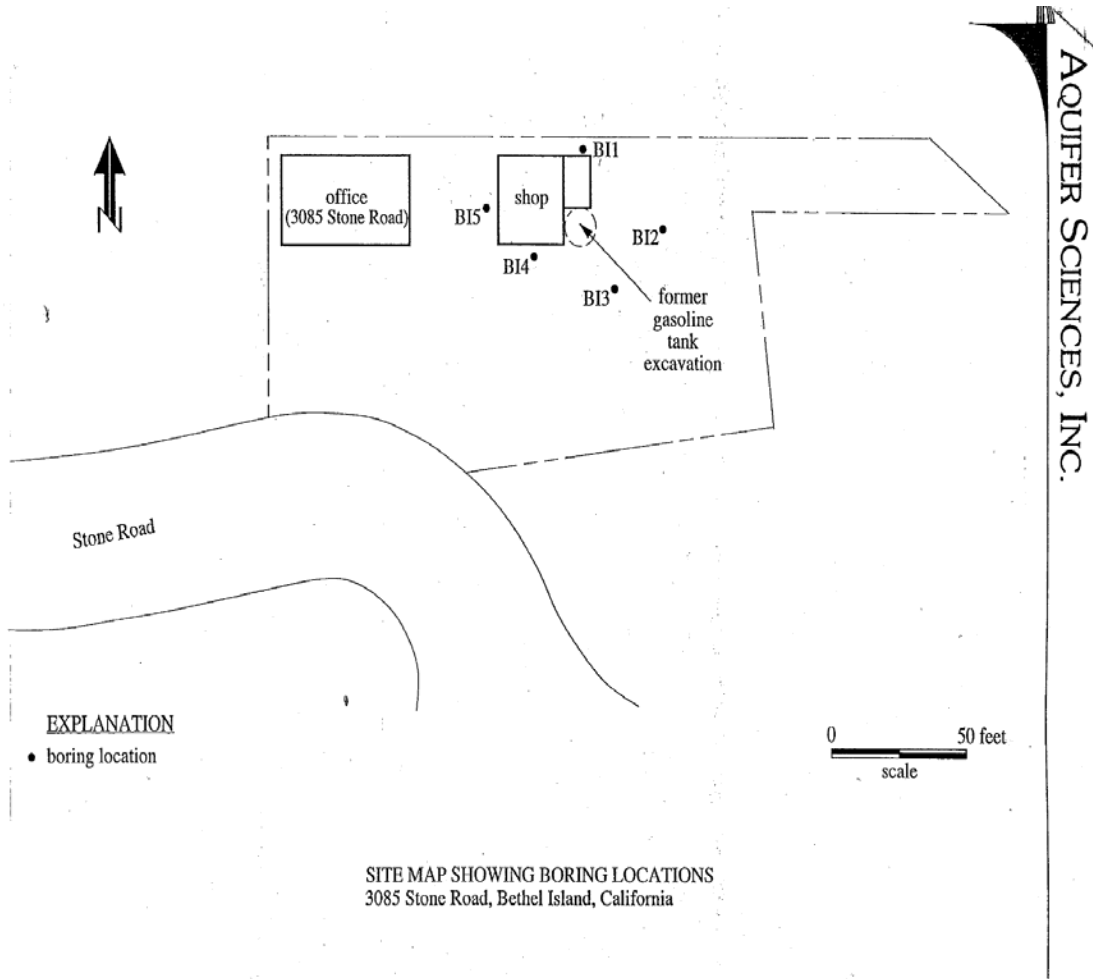 AQUIFER SCIENCES, INC.
N
office
(3085 Stone Road)
shop
BI1
BI5
BI2
BI4
BI3
former
gasoline
tank
excavation
Stone Road
EXPLANATION
• boring location
0 50 feet
scale
SITE MAP SHOWING BORING LOCATIONS
3085 Stone Road, Bethel Island, California